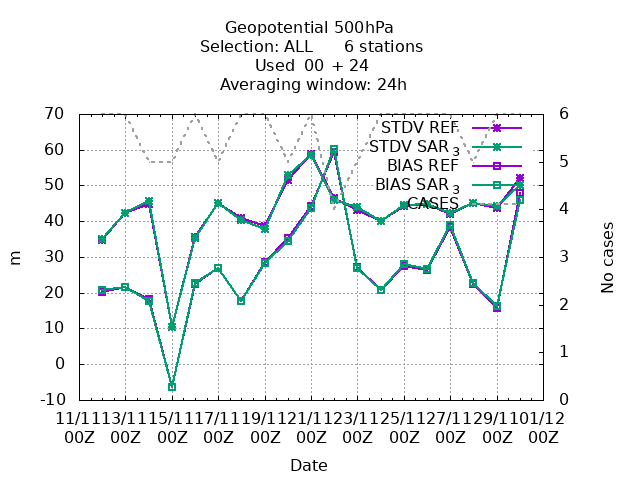 Geopotential 500hPa
Selection: ALL 6 stations
Used 00 + 24
Averaging window: 24h
70
60
50
40
30
20
10
0
-10
m
6
5
4
3
2
1
0
No cases
STDV REF
STDV SAR 3
BIAS REF
BIAS SAR 3
CASES
11/11 13/11 15/11 17/11 19/11 21/11 23/11 25/11 27/11 29/11 01/12
00Z 00Z 00Z 00Z 00Z 00Z 00Z 00Z 00Z 00Z 00Z
Date